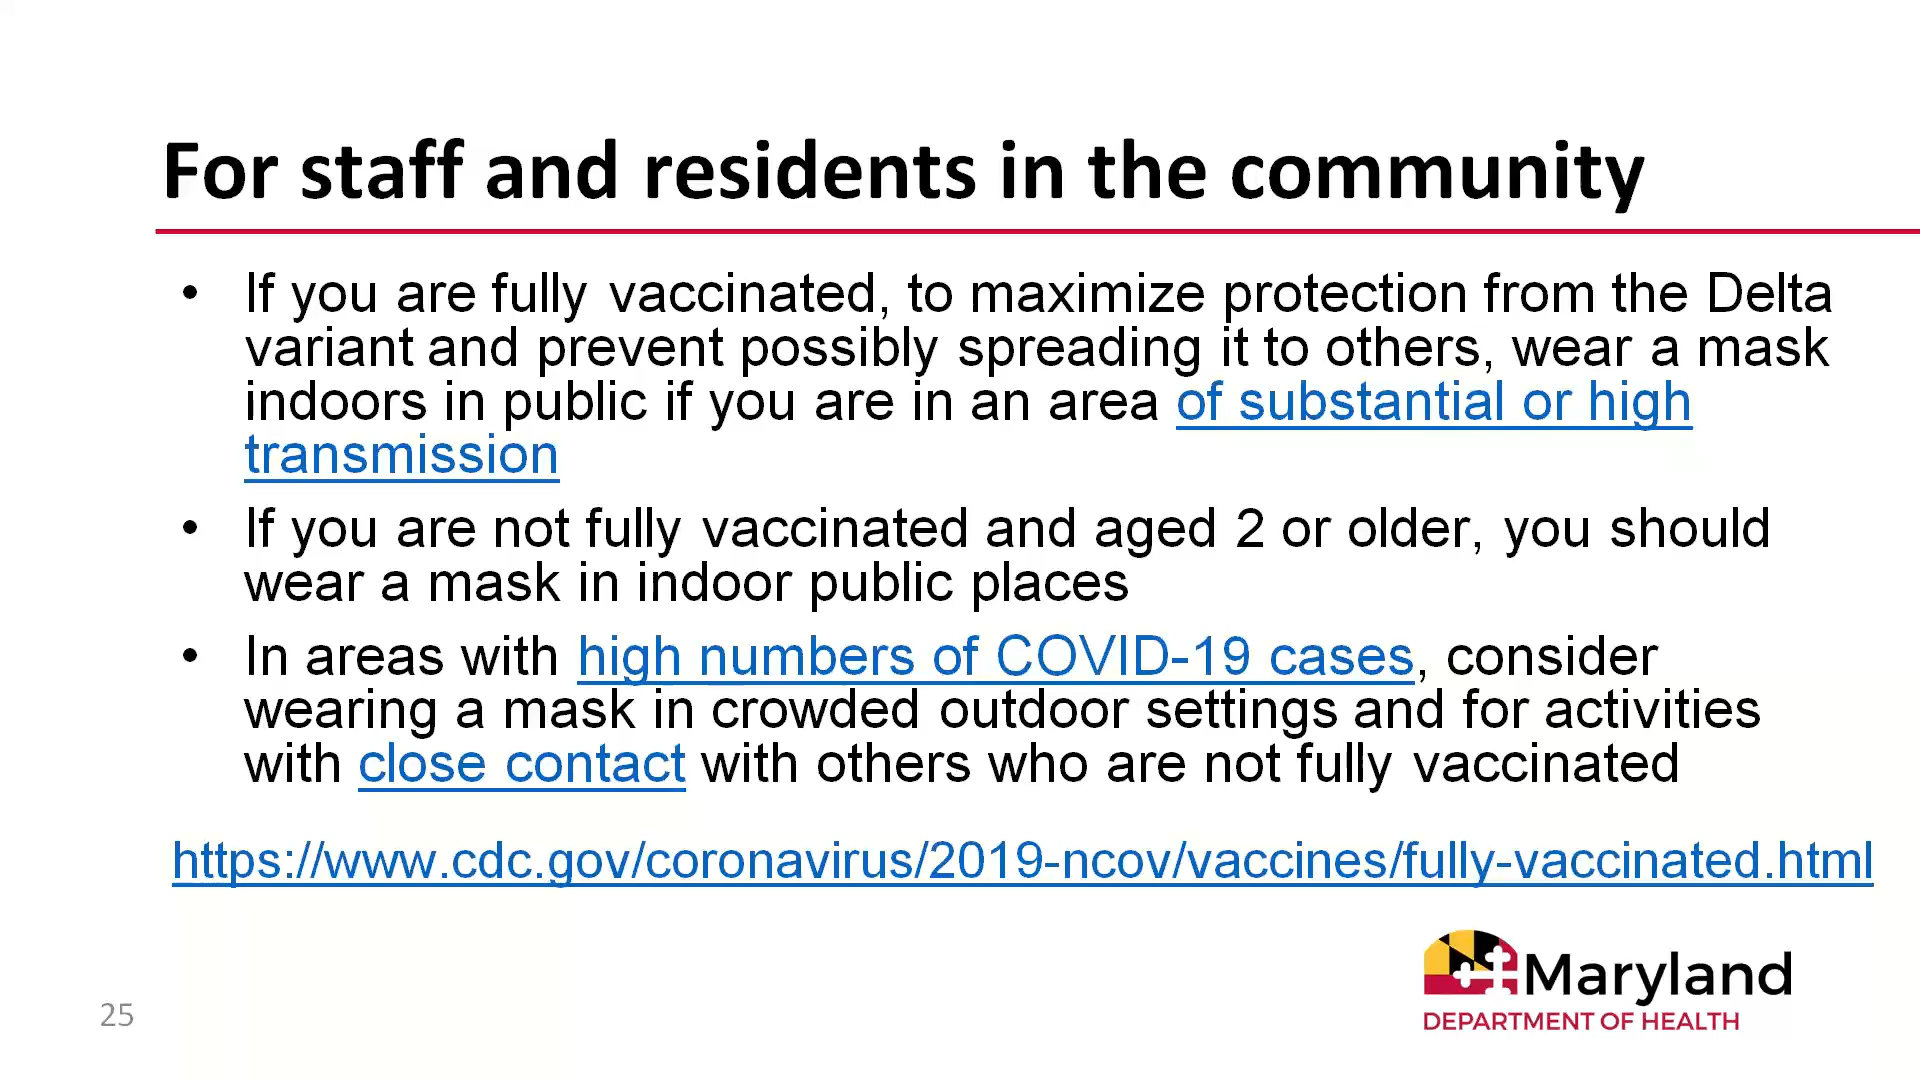 For staff and residents in the community
• If you are fully vaccinated, to maximize protection from the Delta
variant and prevent possibly spreading it to others, wear a mask
indoors in public if you are in an area of substantial or high
transmission
• If you are not fully vaccinated and aged 2 or older, you should
wear a mask in indoor public places
• In areas with high numbers of COVID-19 cases, consider
wearing a mask in crowded outdoor settings and for activities
with close contact with others who are not fully vaccinated
https://www.cdc.gov/coronavirus/2019-ncov/vaccines/fully-vaccinated.html
Maryland
DEPARTMENT OF HEALTH
25